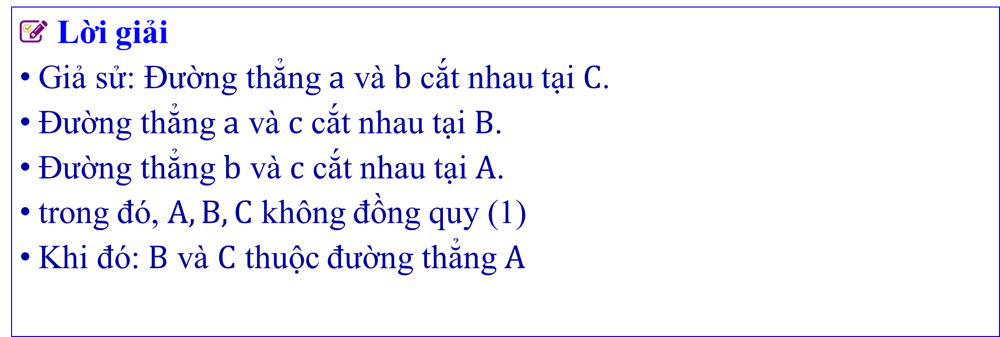 Lời giải
• Giả sử: Đường thẳng a và b cắt nhau tại C.
• Đường thẳng a và c cắt nhau tại B.
• Đường thẳng b và c cắt nhau tại A.
• trong đó, A, B, C không đồng quy (1)
• Khi đó: B và C thuộc đường thẳng A